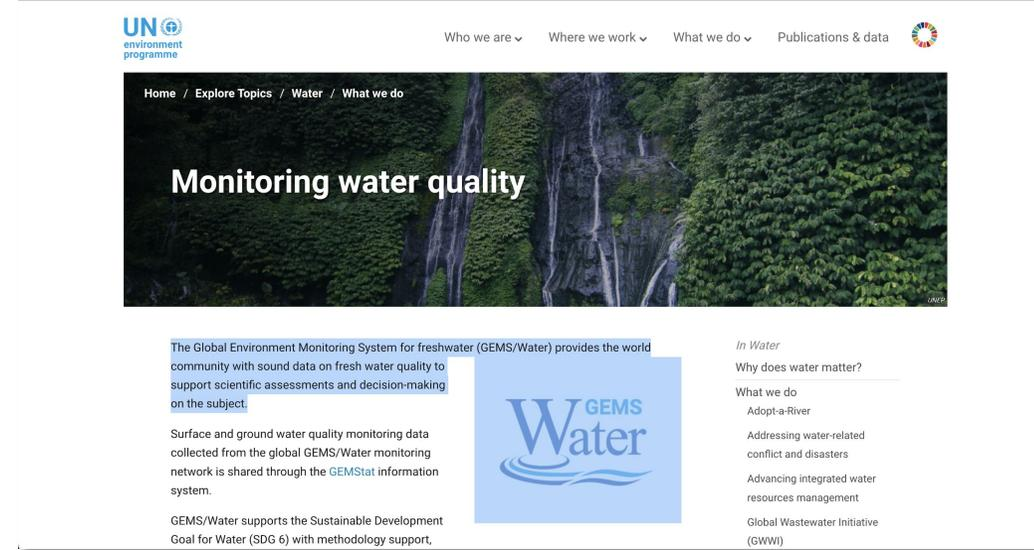 UN
environment
programme
Who we are
Where we work
What we do
Publications & data
Home / Explore Topics / Water / What we do
Monitoring water quality
UNEP
The Global Environment Monitoring System for freshwater (GEMS/Water) provides the world
community with sound data on fresh water quality to
support scientific assessments and decision-making
on the subject.
GEMS
Water
Surface and ground water quality monitoring data
collected from the global GEMS/Water monitoring
network is shared through the GEMStat information
system.
GEMS/Water supports the Sustainable Development
Goal for Water (SDG 6) with methodology support,
In Water
Why does water matter?
What we do
Adopt-a-River
Addressing water-related
conflict and disasters
Advancing integrated water
resources management
Global Wastewater Initiative
(GWWI)